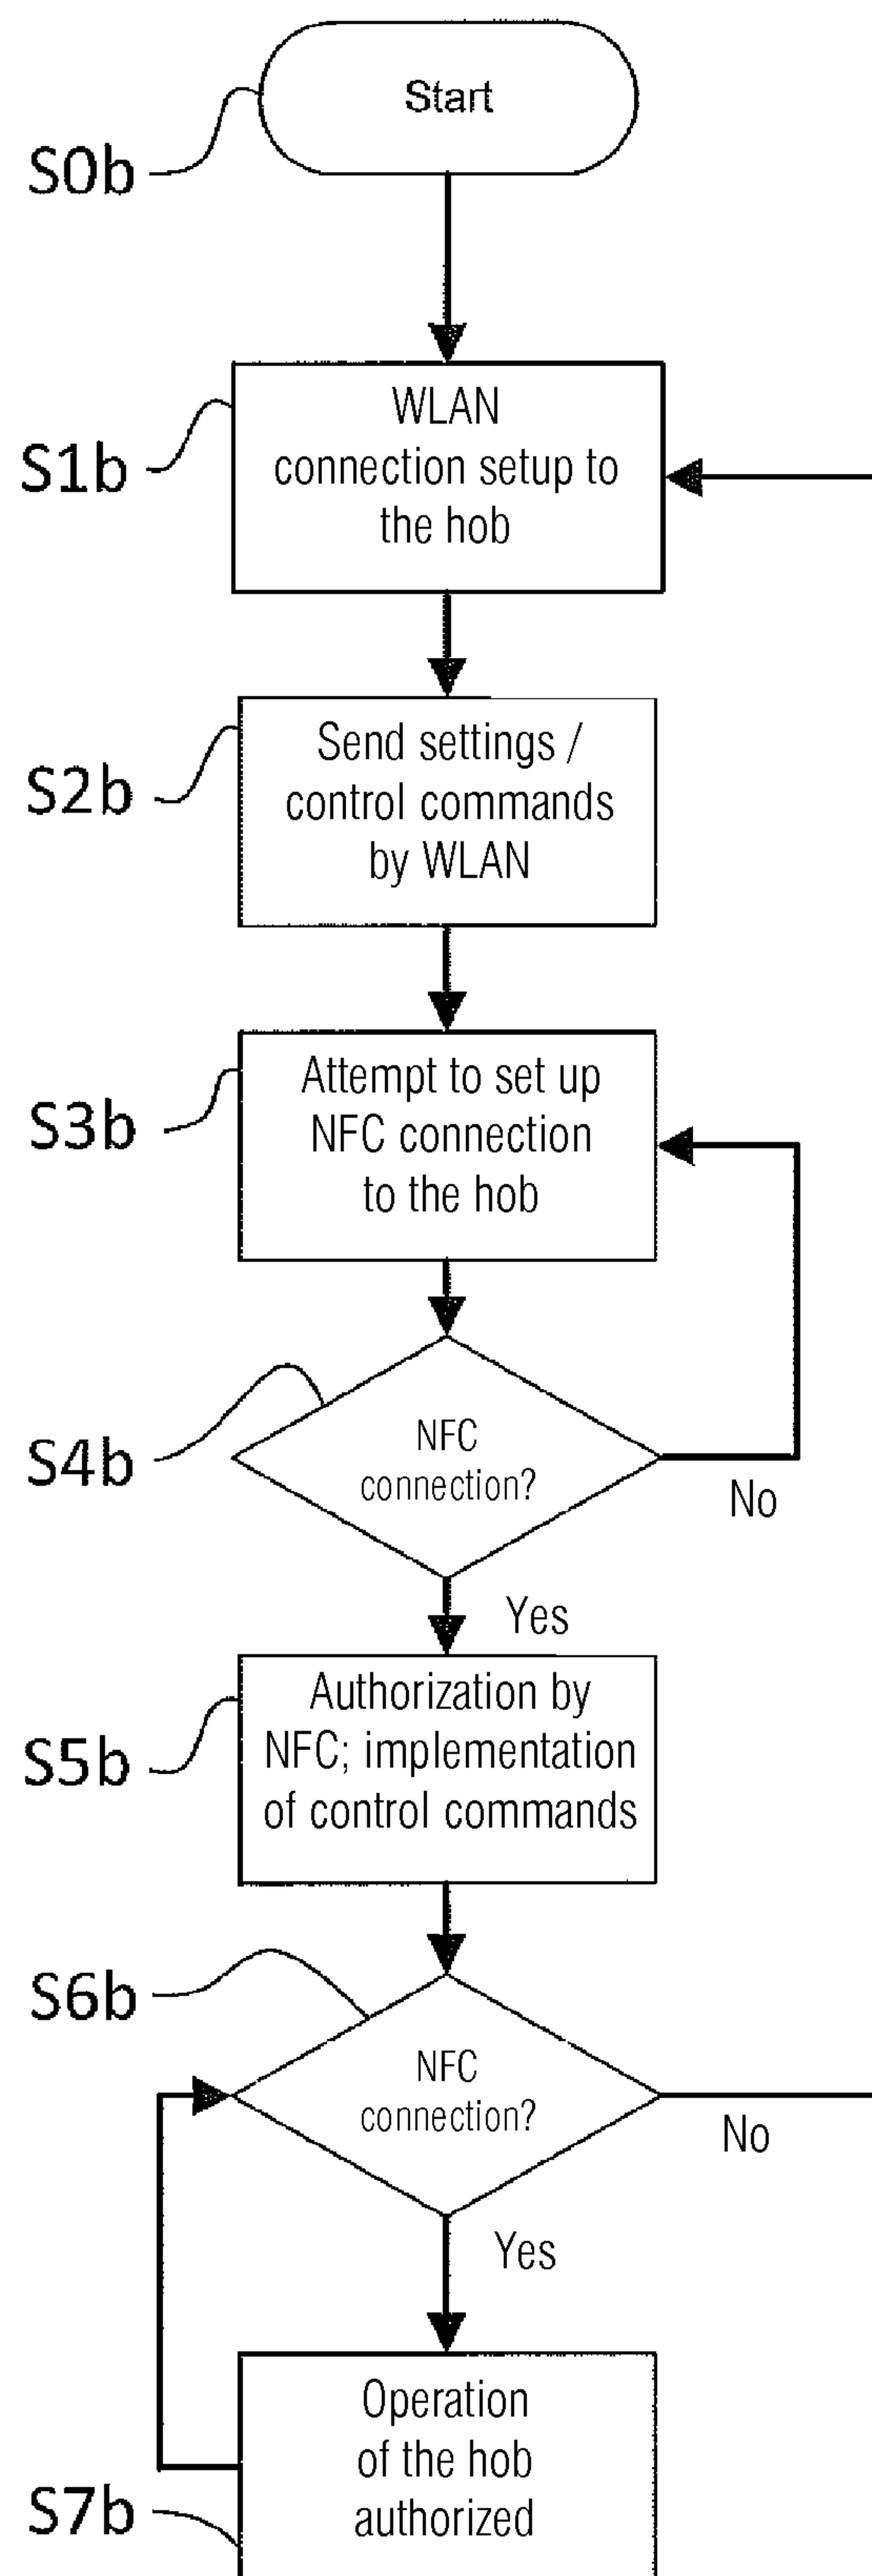 Start
S0b
WLAN
connection setup to
the hob
S1b
Send settings /
control commands
by WLAN
S2b
Attempt to set up
NFC connection
to the hob
S3b
NFC
connection?
S4b
No
Yes
Authorization by
NFC; implementation
of control commands
S5b
S6b
NFC
connection?
No
Yes
Operation
of the hob
authorized
S7b